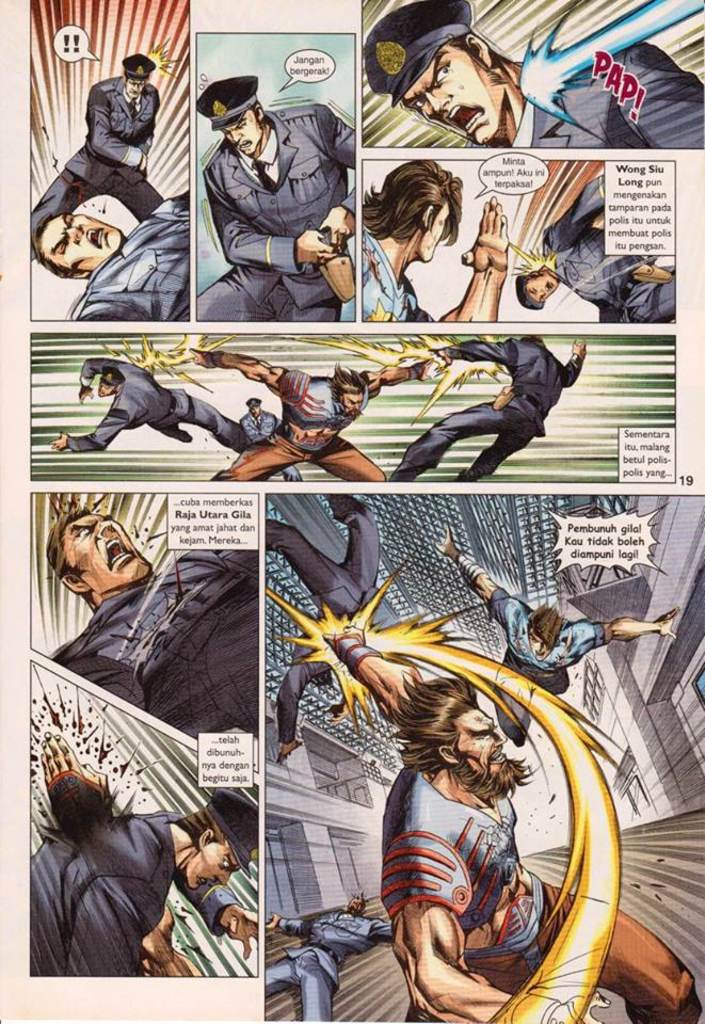 !!
Jangan
bergerak!
PAP!
Minta
ampun! Aku
terpaksa!
Wong Siu
Long pun
mengenakan
tamparan pada
polis itu untuk
membuat polis
itu pengsan.
Sementara
itu, malang
betul polis-
polis yang...
19
...cuba memberkas
Raja Utara Gila
yang amat jahat dan
kejam. Mereka...
...telah
dibunuh-
nya dengan
begitu saja.
Pembunuh gila!
Kau tidak boleh
diampuni lagi!